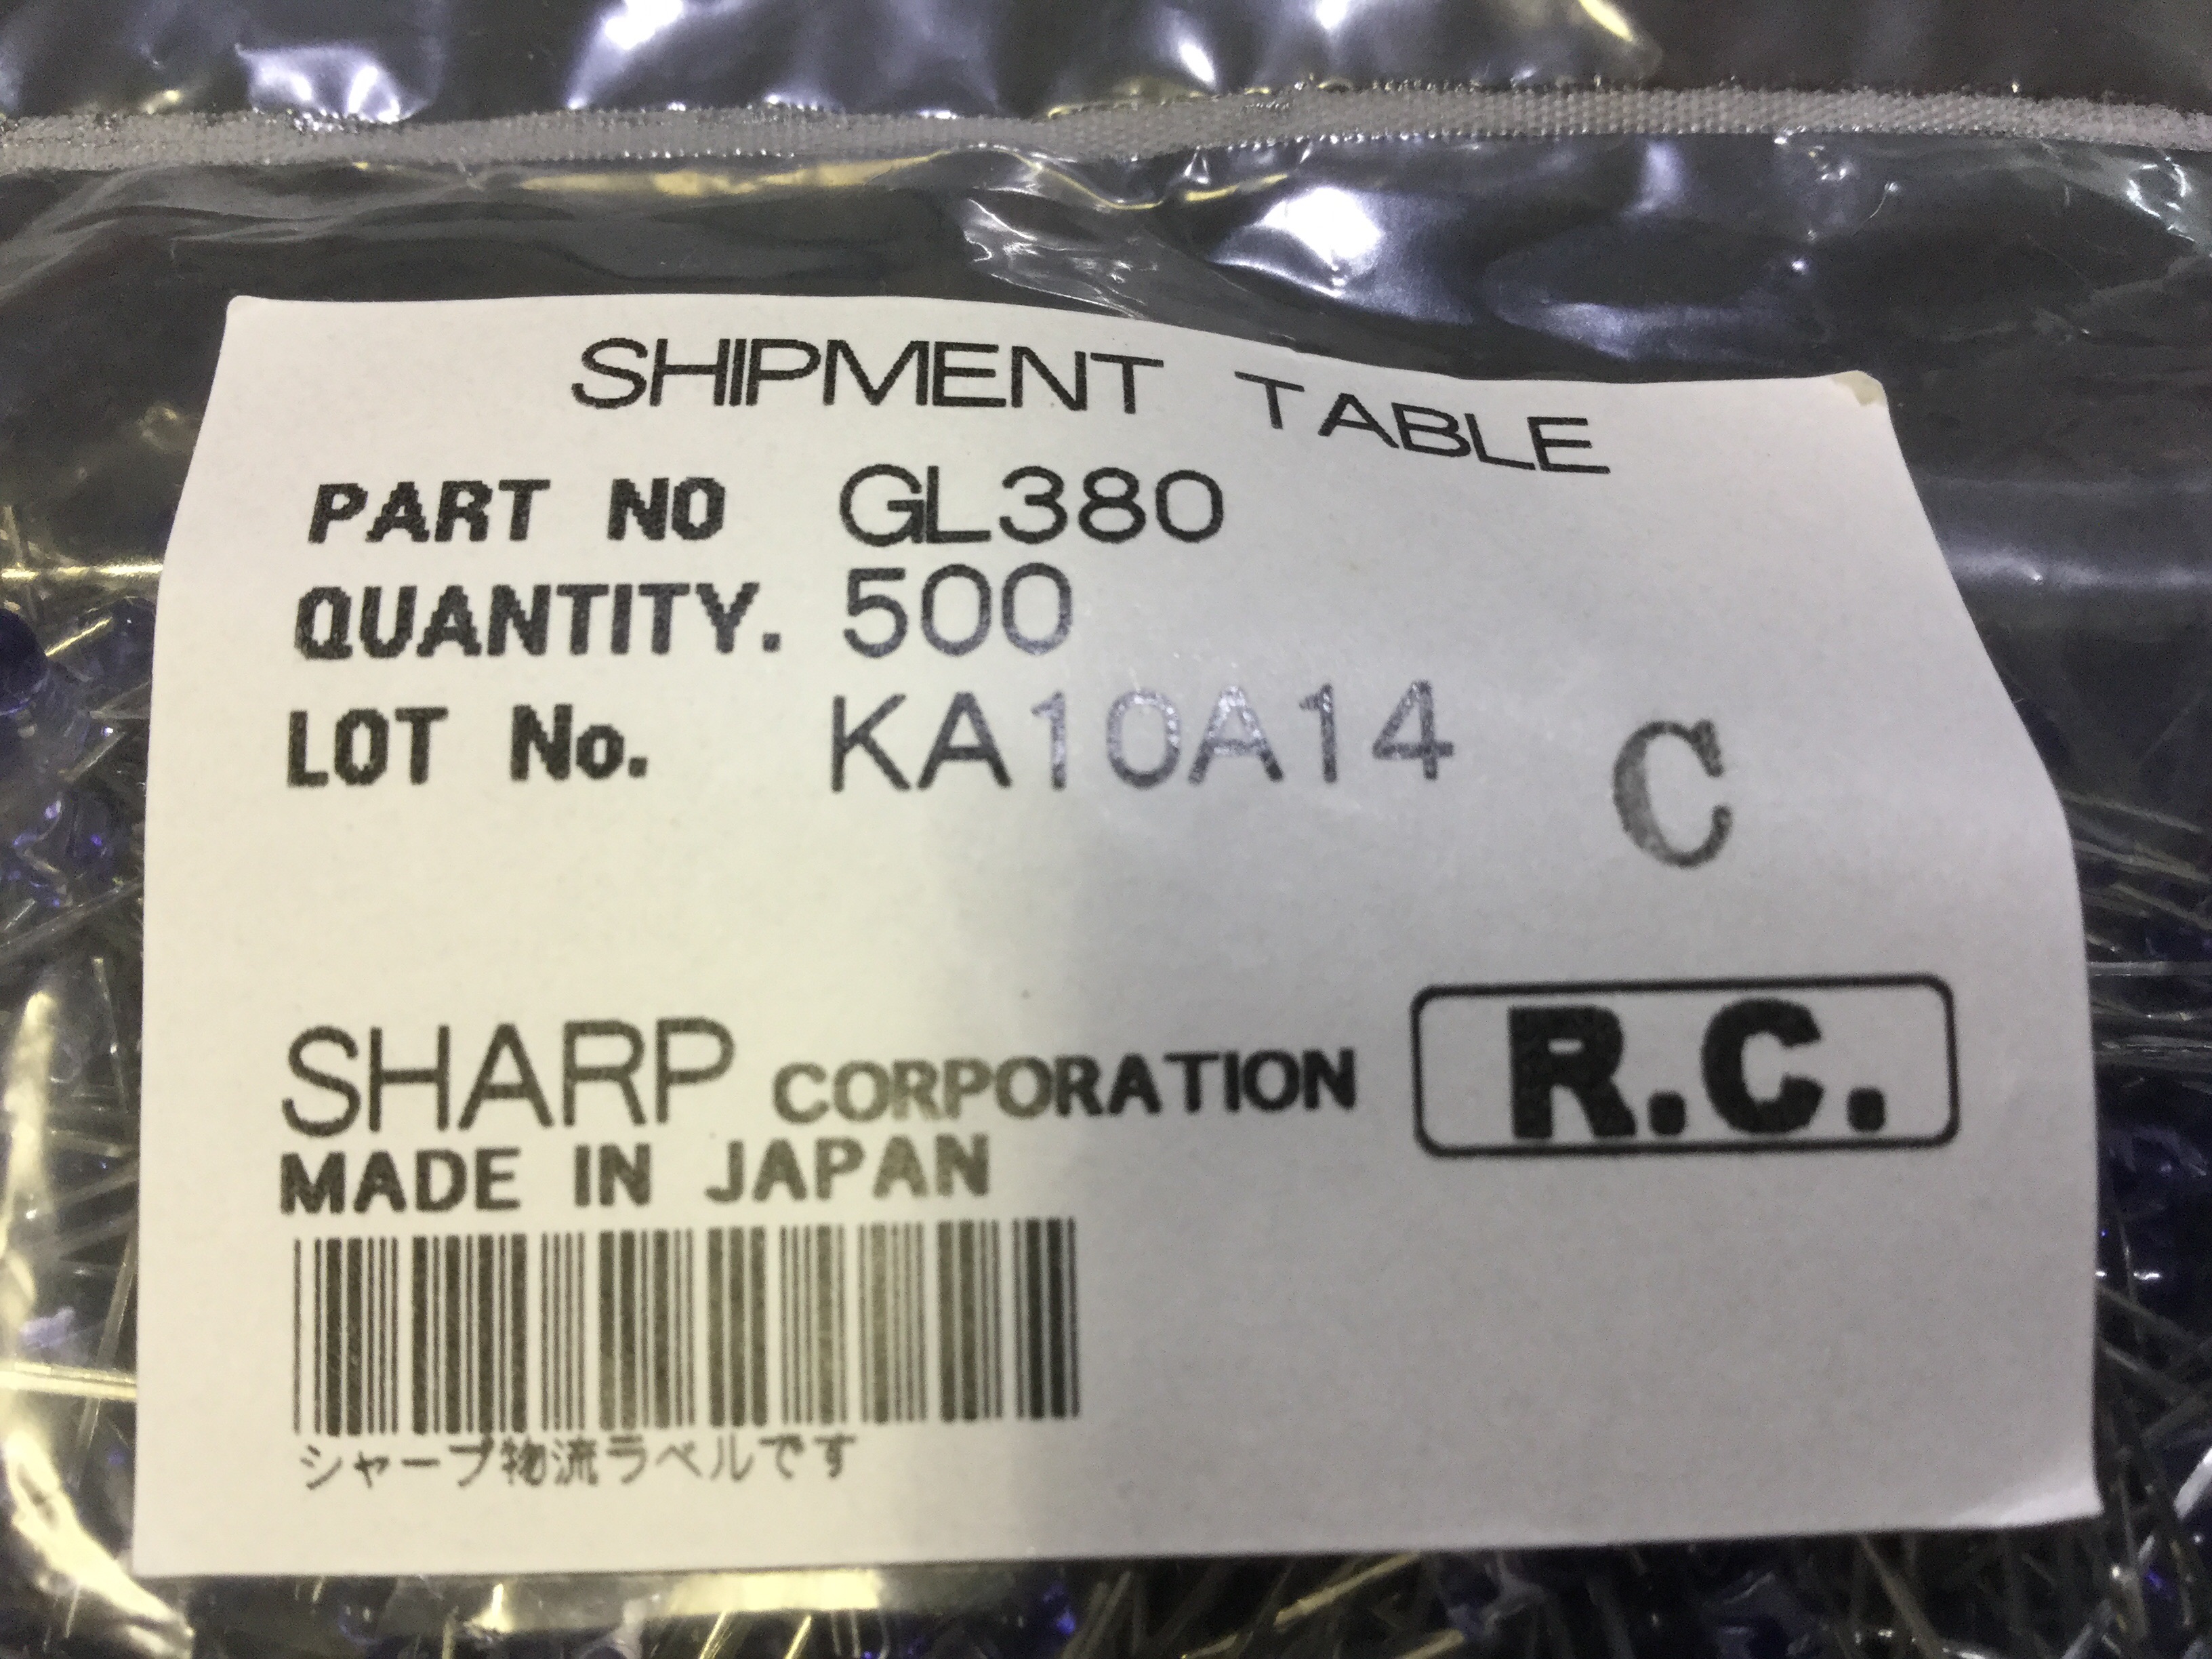 SHIPMENT TABLE
PART NO GL380
QUANTITY. 500
LOT No. KA10A14
C
SHARP CORPORATION
R.C.
MADE IN JAPAN
シャープ物流ラベルです